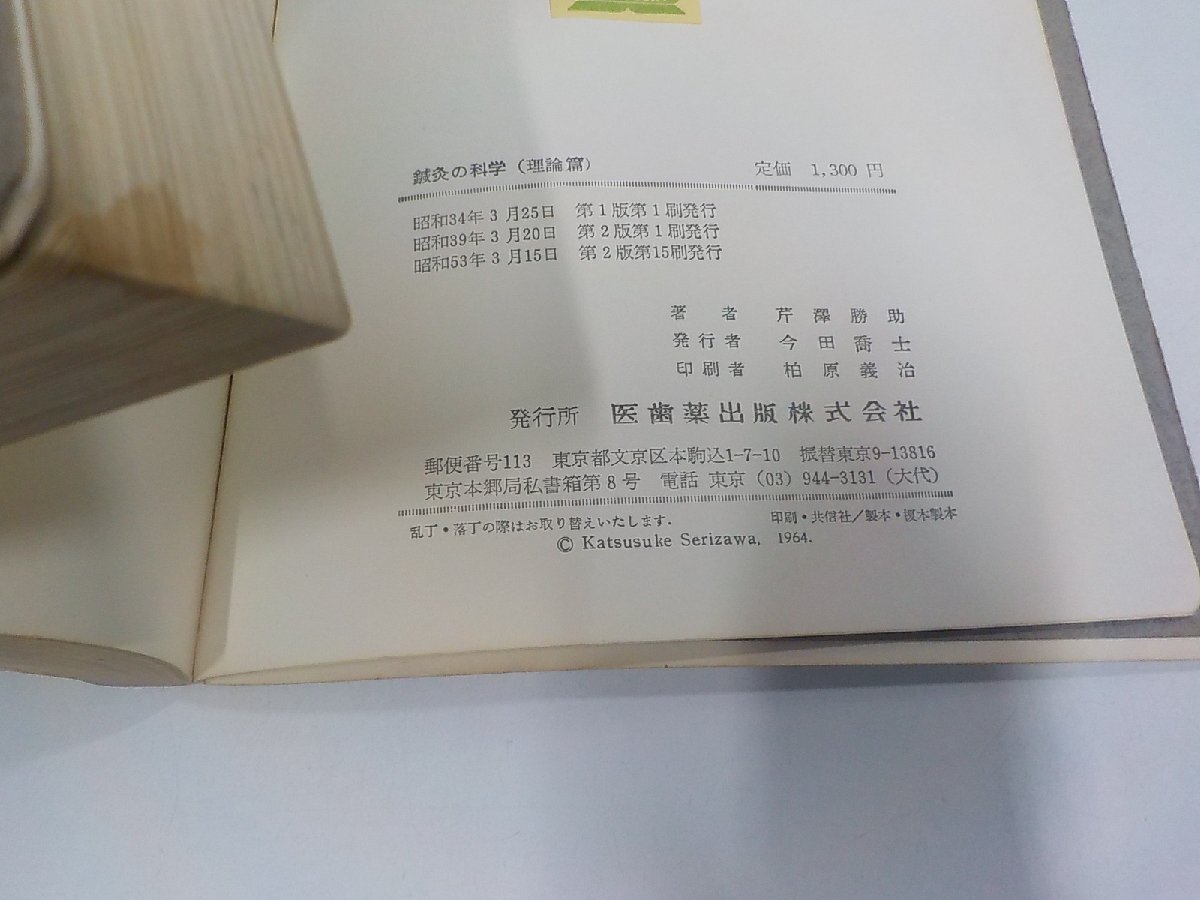 鍼灸の科学（理論篇） 定価 1,300 円
昭和34年 3 月25日 第 1 版第 1 刷発行
昭和39年 3 月20日 第 2 版第 1 刷発行
昭和53年 3 月15日 第 2 版第15刷発行
著 者 芹 澤 勝 助
発行者 今 田 喬 士
印刷者 柏 原 義 治
発行所 医歯薬出版株式会社
郵便番号113 東京都文京区本駒込1-7-10 振替東京9-13816
東京本郷局私書箱第 8 号 電話 東京（03）944-3131（大代）
乱丁・落丁の際はお取り替えいたします. 印刷・共信社／製本・榎本製本
© Katsusuke Serizawa, 1964.